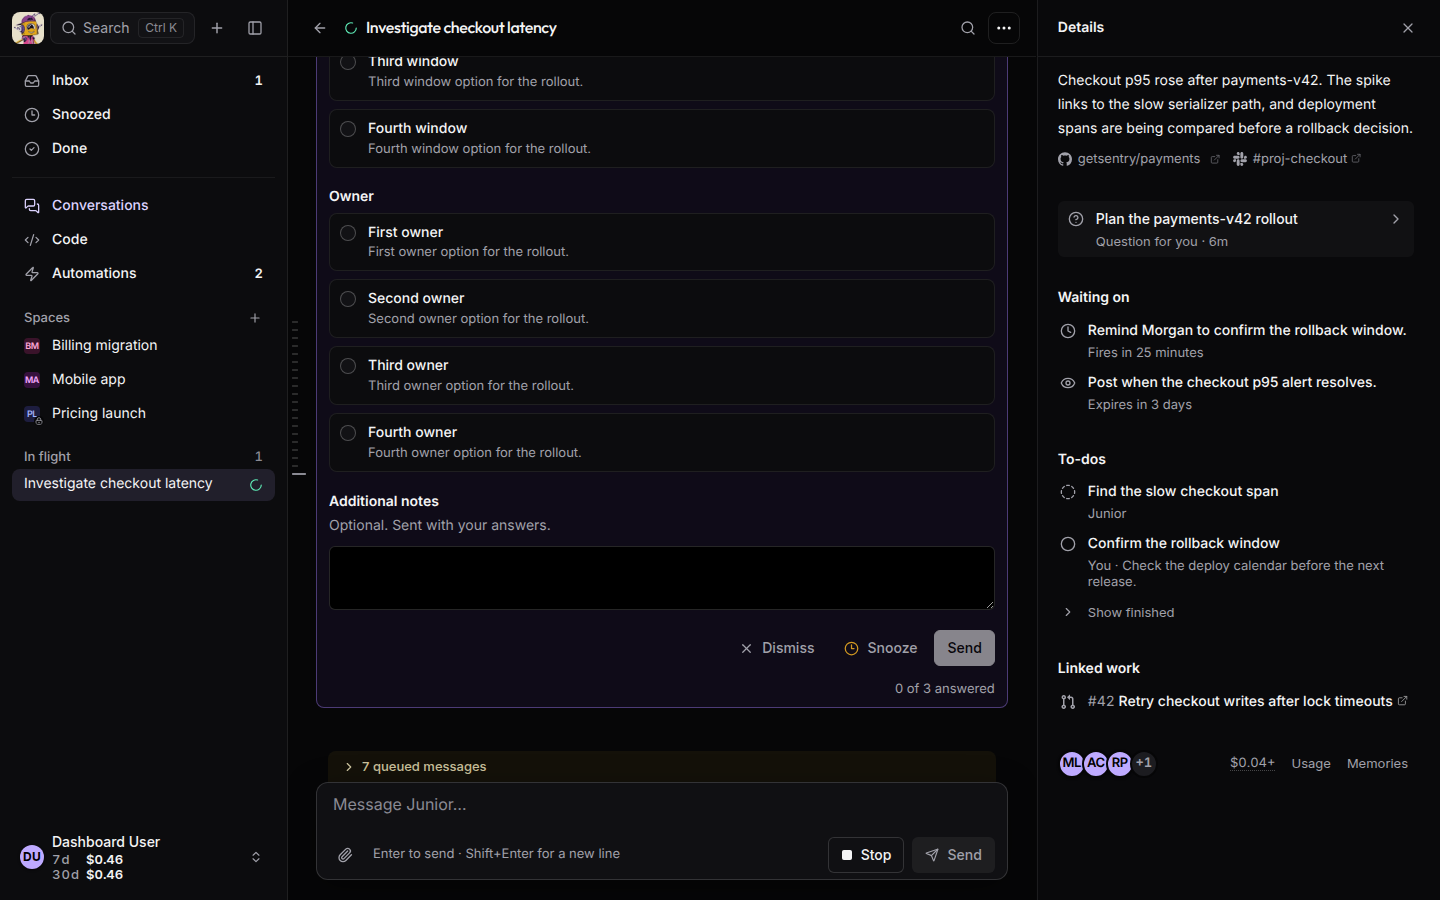 Search Ctrl K
Inbox 1
Snoozed
Done
Conversations
Code
Automations 2
Spaces
BM Billing migration
MA Mobile app
PL Pricing launch
In flight 1
Investigate checkout latency
DU Dashboard User
7d $0.46
30d $0.46
Investigate checkout latency
Third window
Third window option for the rollout.
Fourth window
Fourth window option for the rollout.
Owner
First owner
First owner option for the rollout.
Second owner
Second owner option for the rollout.
Third owner
Third owner option for the rollout.
Fourth owner
Fourth owner option for the rollout.
Additional notes
Optional. Sent with your answers.
Dismiss Snooze Send
0 of 3 answered
7 queued messages
Message Junior...
Enter to send · Shift+Enter for a new line
Stop Send
Details
Checkout p95 rose after payments-v42. The spike
links to the slow serializer path, and deployment
spans are being compared before a rollback decision.
getsentry/payments #proj-checkout
Plan the payments-v42 rollout
Question for you · 6m
Waiting on
Remind Morgan to confirm the rollback window.
Fires in 25 minutes
Post when the checkout p95 alert resolves.
Expires in 3 days
To-dos
Find the slow checkout span
Junior
Confirm the rollback window
You · Check the deploy calendar before the next
release.
Show finished
Linked work
#42 Retry checkout writes after lock timeouts
ML AC RP +1 $0.04+ Usage Memories